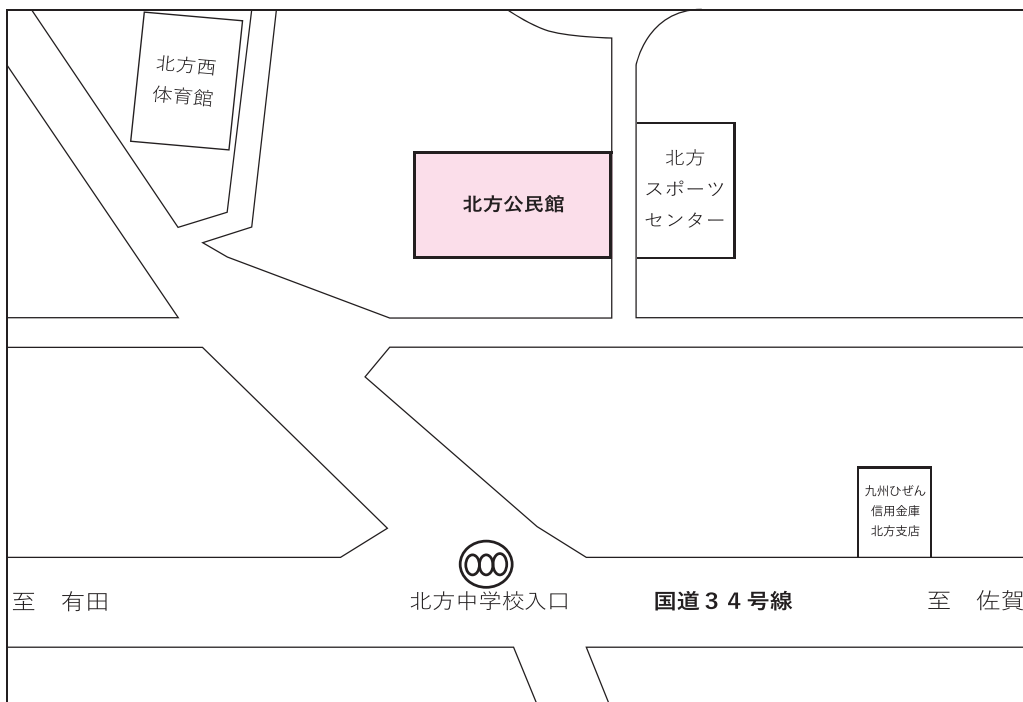 北方西
体育館
北方公民館
北方
スポーツ
センター
九州ひぜん
信用金庫
北方支店
至　有田
北方中学校入口
国道３４号線
至　佐賀